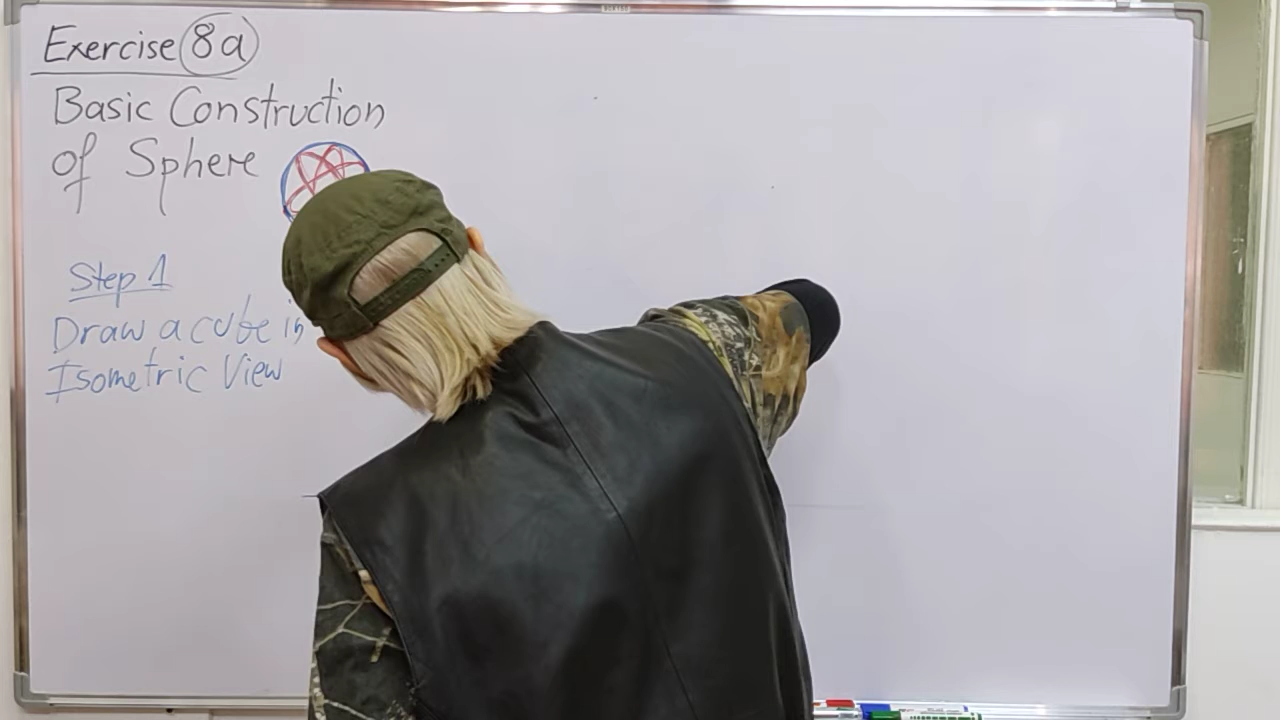 Exercise 8a
Basic Construction
of Sphere
Step 1
Draw a cube in
Isometric View